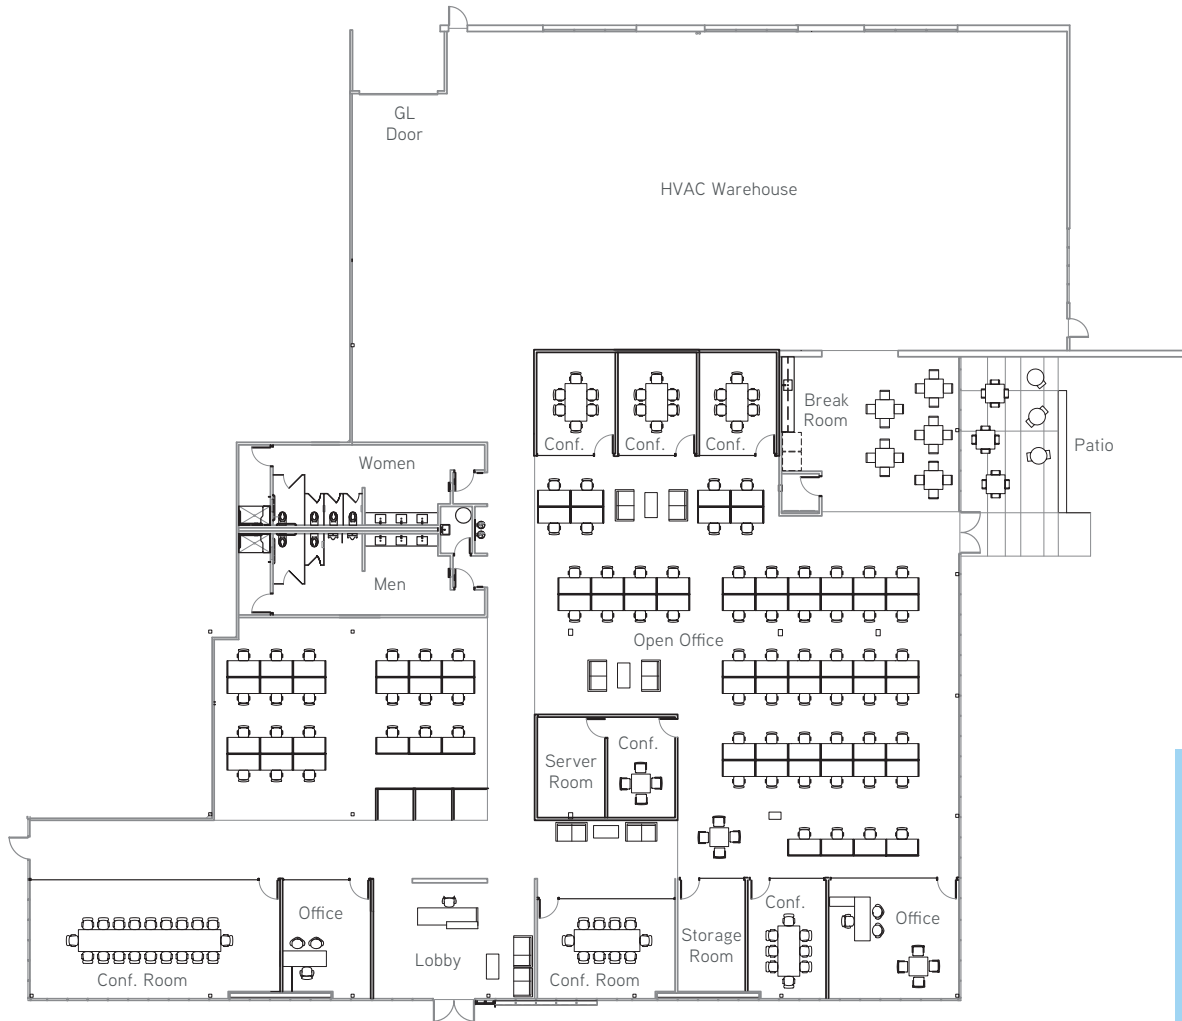 GL
Door
HVAC Warehouse
Break
Room
Conf.
Conf.
Conf.
Patio
Women
Men
Open Office
Conf.
Server
Room
Conf.
Office
Office
Storage
Room
Lobby
Conf. Room
Conf. Room